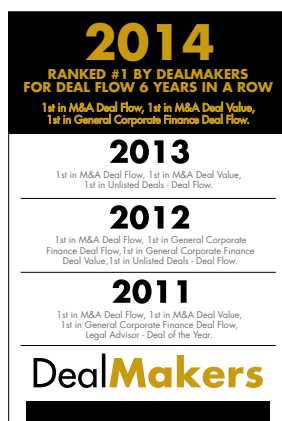 2014
RANKED #1 BY DEALMAKERS
FOR DEAL FLOW 6 YEARS IN A ROW
1st in M&A Deal Flow, 1st in M&A Deal Value,
1st in General Corporate Finance Deal Flow.
2013
1st in M&A Deal Flow, 1st in M&A Deal Value,
1st in Unlisted Deals - Deal Flow.
2012
1st in M&A Deal Flow, 1st in General Corporate
Finance Deal Flow,1st in General Corporate Finance
Deal Value,1st in Unlisted Deals - Deal Flow.
2011
1st in M&A Deal Flow, 1st in M&A Deal Value,
1st in General Corporate Finance Deal Flow,
Legal Advisor - Deal of the Year.
DealMakers